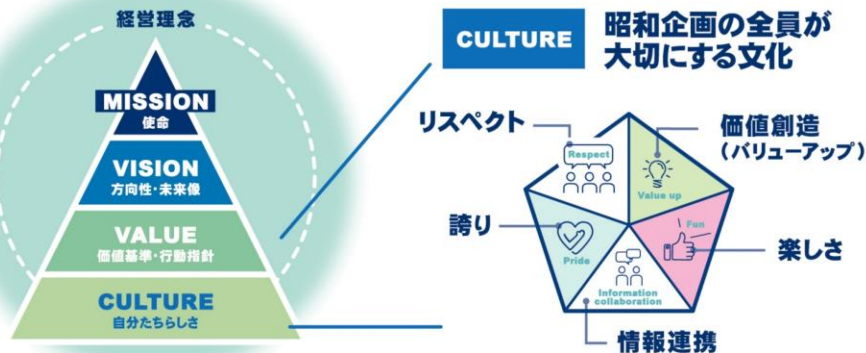 経営理念
MISSION
使命
VISION
方向性・未来像
VALUE
価値基準・行動指針
CULTURE
自分たちらしさ
CULTURE
昭和企画の全員が
大切にする文化
リスペクト
Respect
価値創造
(バリューアップ)
Value up
誇り
Pride
Fun
楽しさ
Information
collaboration
情報連携